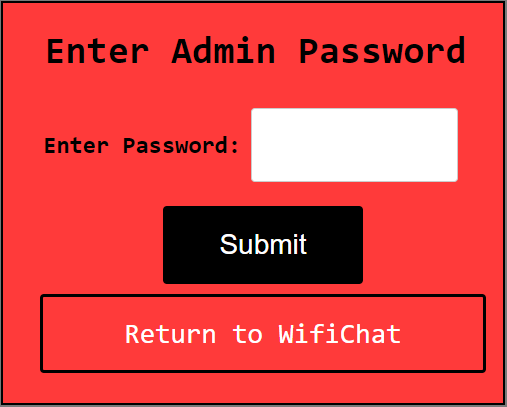 Enter Admin Password
Enter Password:
Submit
Return to WifiChat